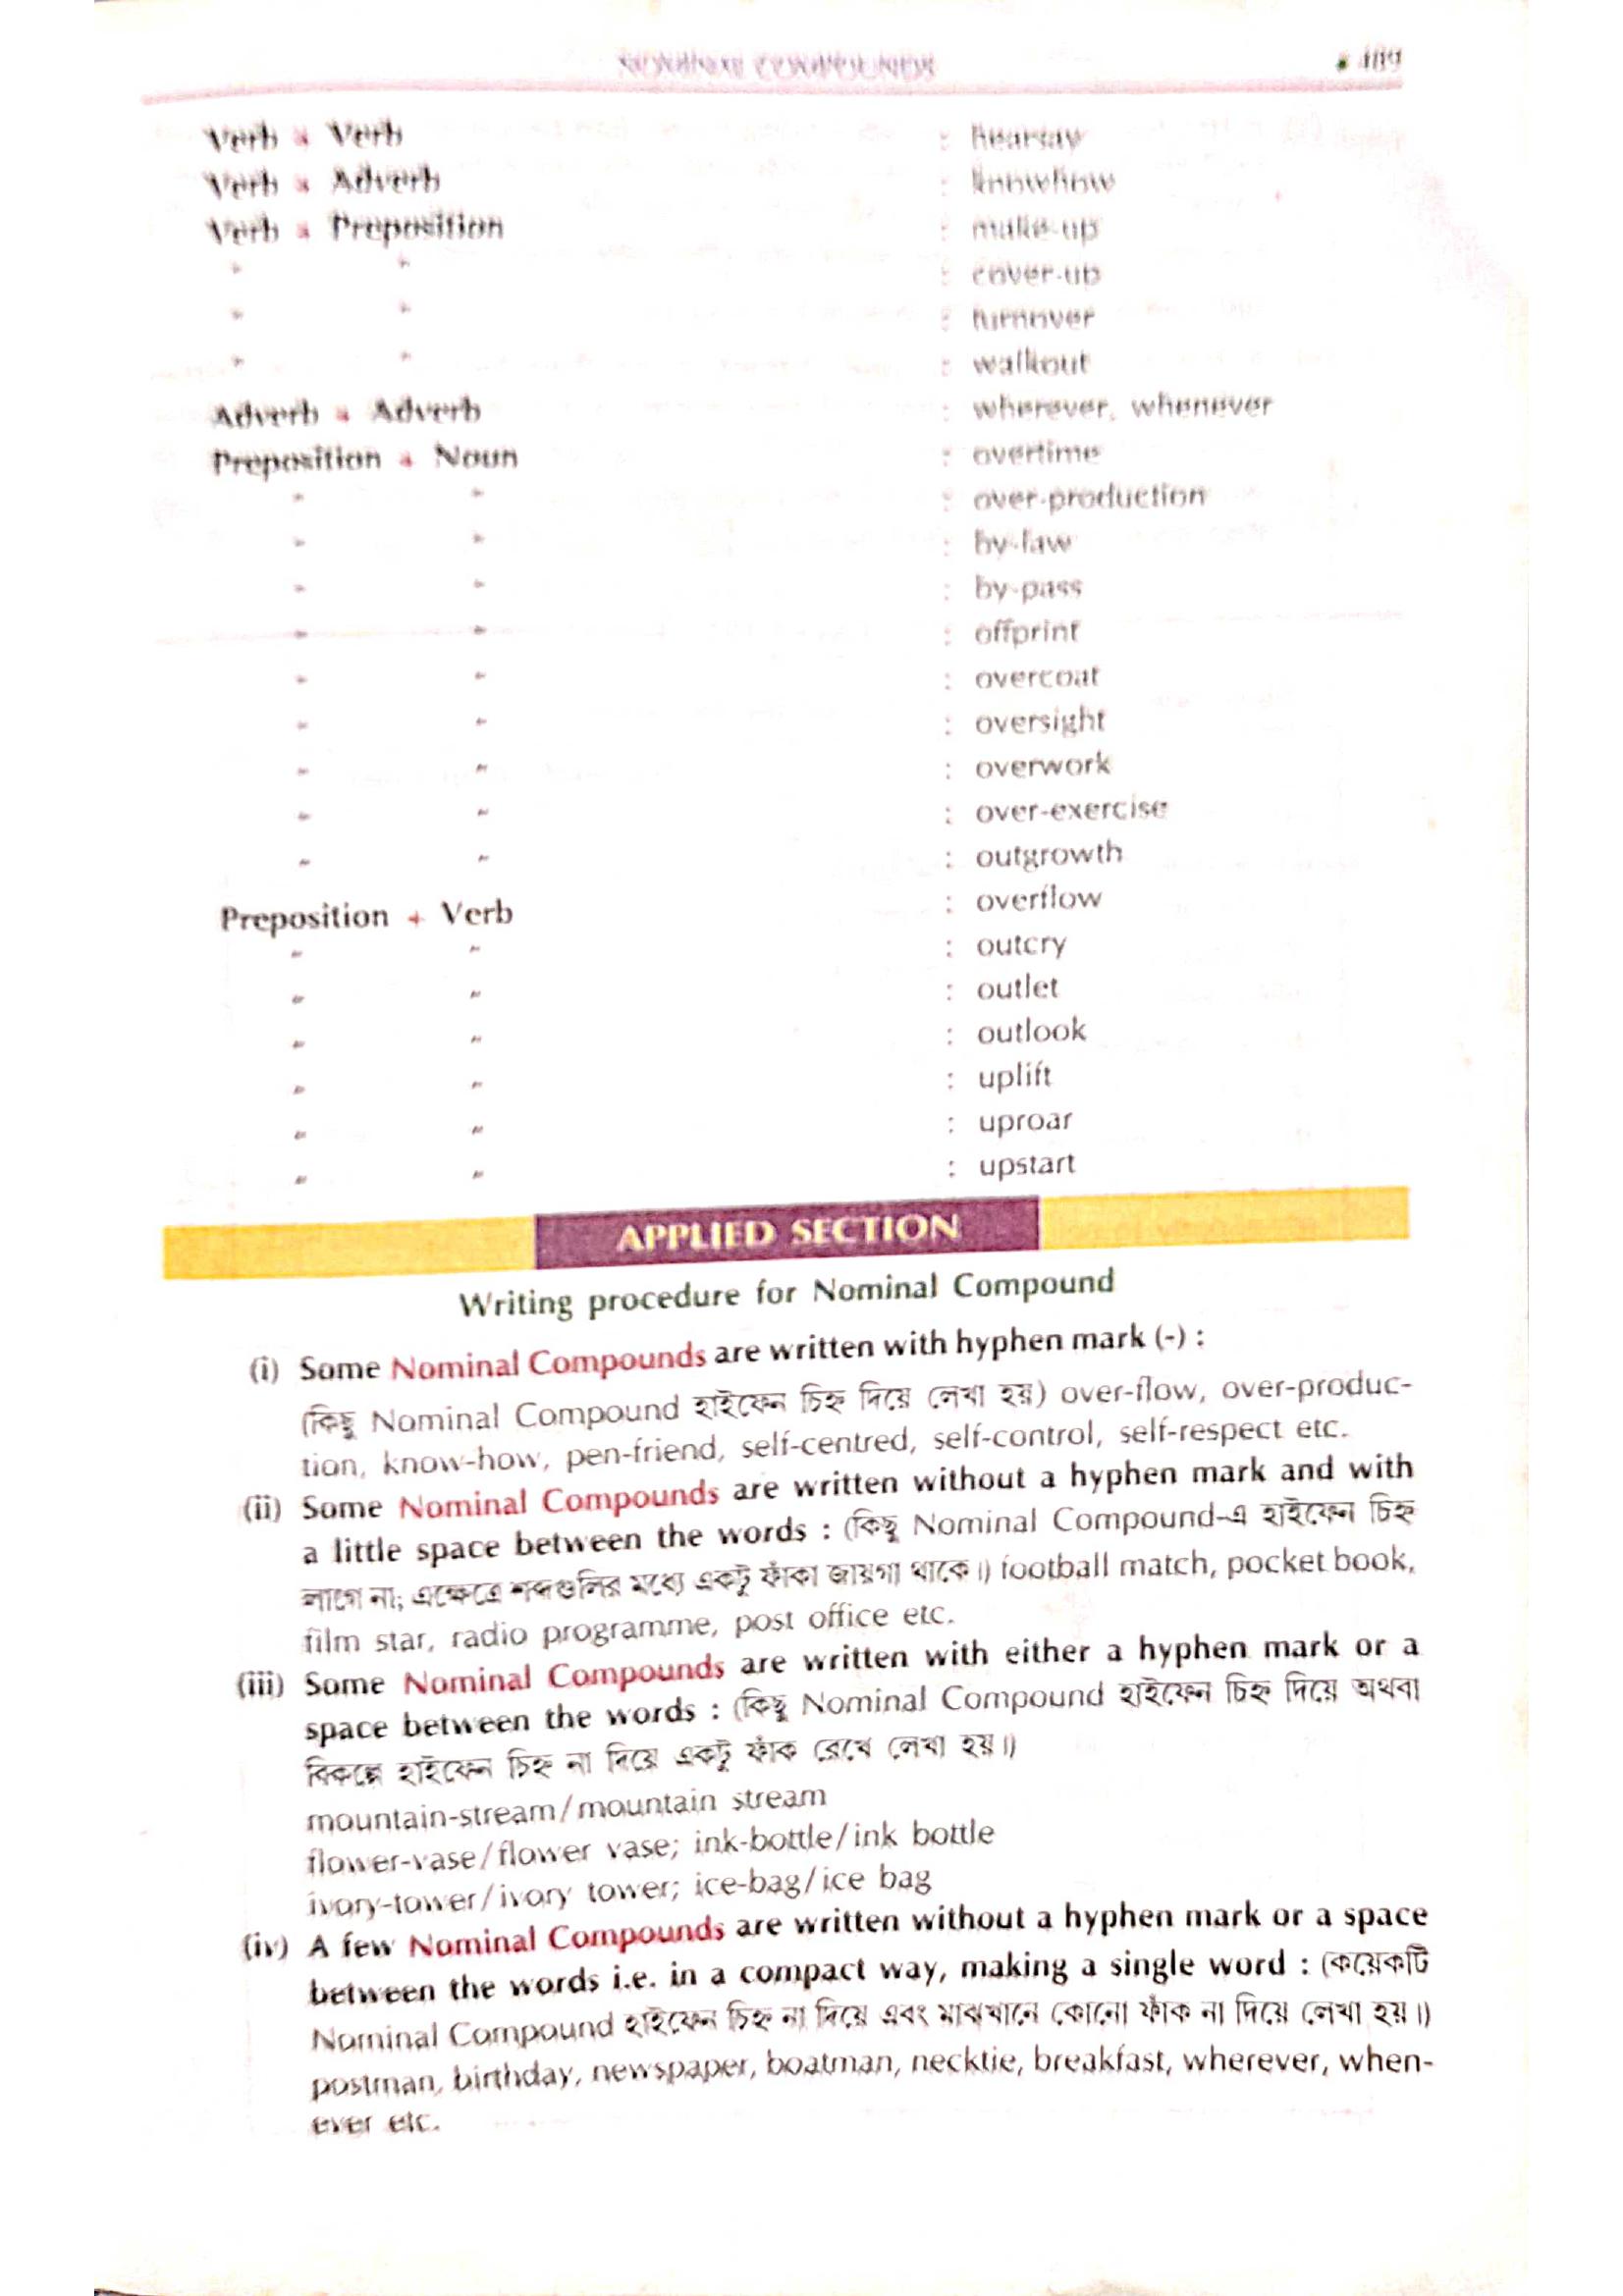 NOMINAL COMPOUNDS 489
Verb + Verb : hearsay
Verb + Adverb : knowhow
Verb + Preposition : make-up
" " : cover-up
" " : turnover
" " : walkout
Adverb + Adverb : wherever, whenever
Preposition + Noun : overtime
" " : over-production
" " : by-law
" " : by-pass
" " : offprint
" " : overcoat
" " : oversight
" " : overwork
" " : over-exercise
" " : outgrowth
Preposition + Verb : overflow
" " : outcry
" " : outlet
" " : outlook
" " : uplift
" " : uproar
" " : upstart
APPLIED SECTION
Writing procedure for Nominal Compound
(i) Some Nominal Compounds are written with hyphen mark (-) :
(কিছু Nominal Compound হাইফেন চিহ্ন দিয়ে লেখা হয়) over-flow, over-produc-
tion, know-how, pen-friend, self-centred, self-control, self-respect etc.
(ii) Some Nominal Compounds are written without a hyphen mark and with
a little space between the words : (কিছু Nominal Compound-এ হাইফেন চিহ্ন
লাগে না; এক্ষেত্রে শব্দগুলির মধ্যে একটু ফাঁকা জায়গা থাকে।) football match, pocket book,
film star, radio programme, post office etc.
(iii) Some Nominal Compounds are written with either a hyphen mark or a
space between the words : (কিছু Nominal Compound হাইফেন চিহ্ন দিয়ে অথবা
বিকল্পে হাইফেন চিহ্ন না দিয়ে একটু ফাঁক রেখে লেখা হয়।)
mountain-stream/mountain stream
flower-vase/flower vase; ink-bottle/ink bottle
ivory-tower/ivory tower; ice-bag/ice bag
(iv) A few Nominal Compounds are written without a hyphen mark or a space
between the words i.e. in a compact way, making a single word : (কয়েকটি
Nominal Compound হাইফেন চিহ্ন না দিয়ে এবং মাঝখানে কোনো ফাঁক না দিয়ে লেখা হয়।)
postman, birthday, newspaper, boatman, necktie, breakfast, wherever, when-
ever etc.